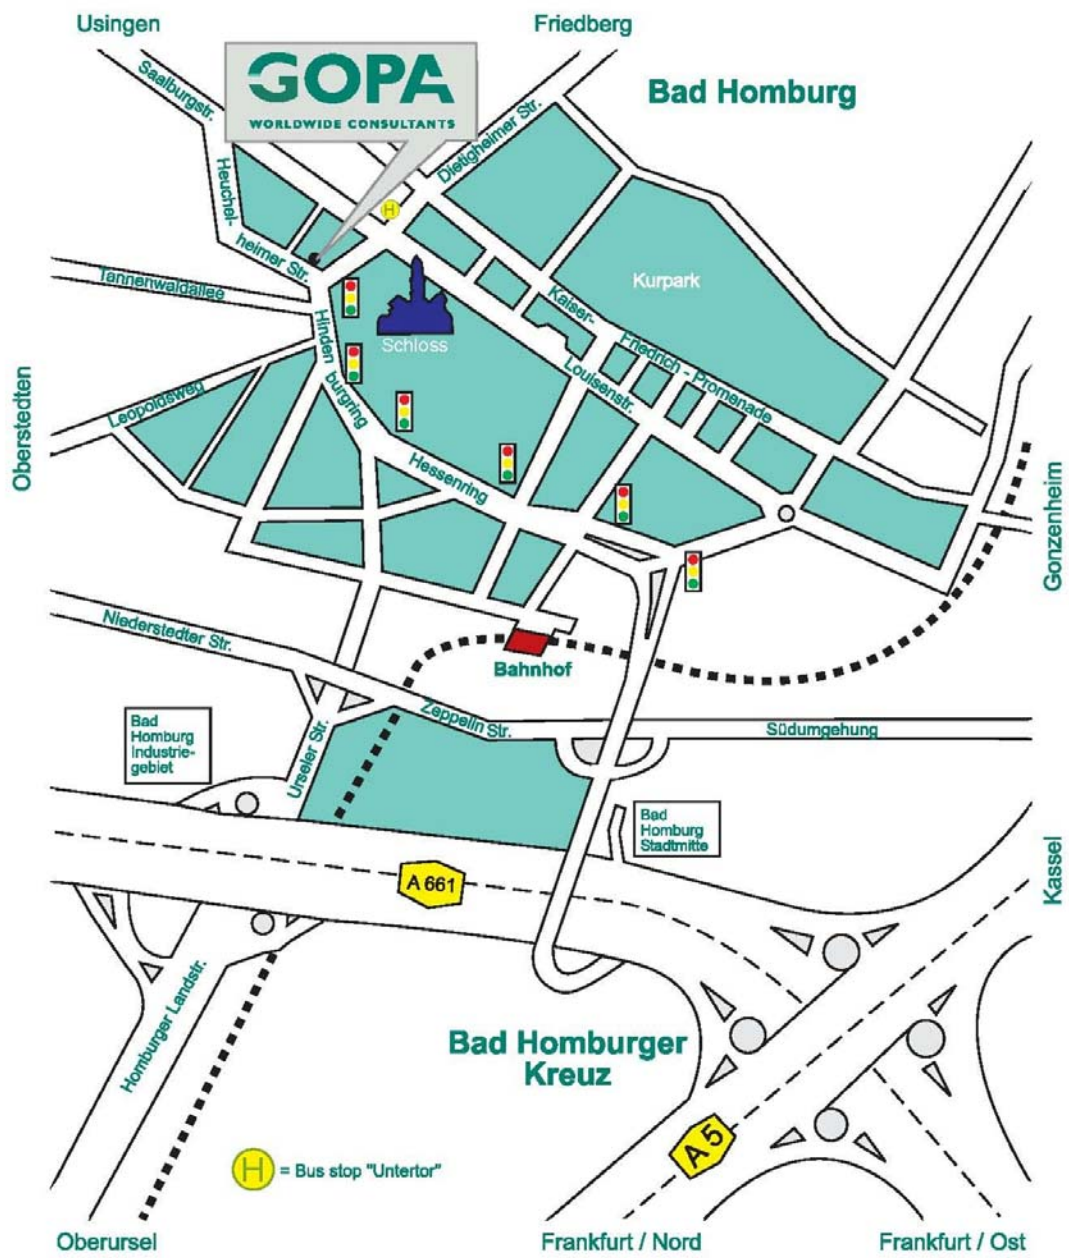 Usingen
Friedberg
Saalburgstr.
GOPA
WORLDWIDE CONSULTANTS
Bad Homburg
Dietigheimer Str.
Heuchel-
heimer Str.
H
Tannenwaldallee
Kurpark
Kaiser-
Friedrich - Promenade
Schloss
Hinden
burgring
Louisenstr.
Leopoldsweg
Oberstedten
Hessenring
Gonzenheim
Niederstedter Str.
Bahnhof
Zeppelin Str.
Südumgehung
Bad
Homburg
Industrie-
gebiet
Urseler Str.
Bad
Homburg
Stadtmitte
Kassel
A 661
Homburger Landstr.
Bad Homburger
Kreuz
A 5
H = Bus stop "Untertor"
Oberursel
Frankfurt / Nord
Frankfurt / Ost